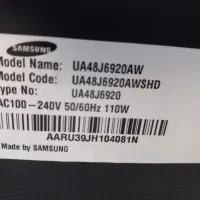 SAMSUNG
Model Name: UA48J6920AW
Model Code: UA48J6920AWSHD
Type No: UA48J6920
AC100-240V 50/60Hz 110W
AARU39JH104081N
Made by SAMSUNG